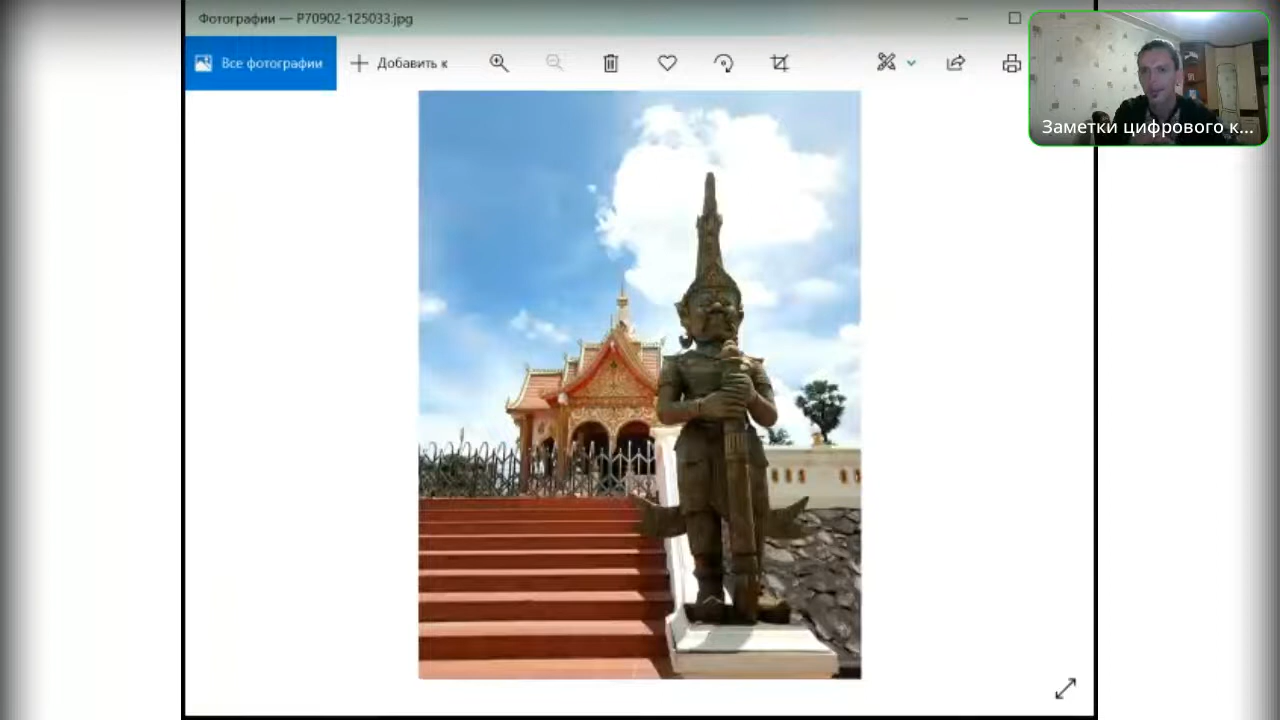 Фотографии — P70902-125033.jpg
Все фотографии
Добавить к
Заметки цифрового к...